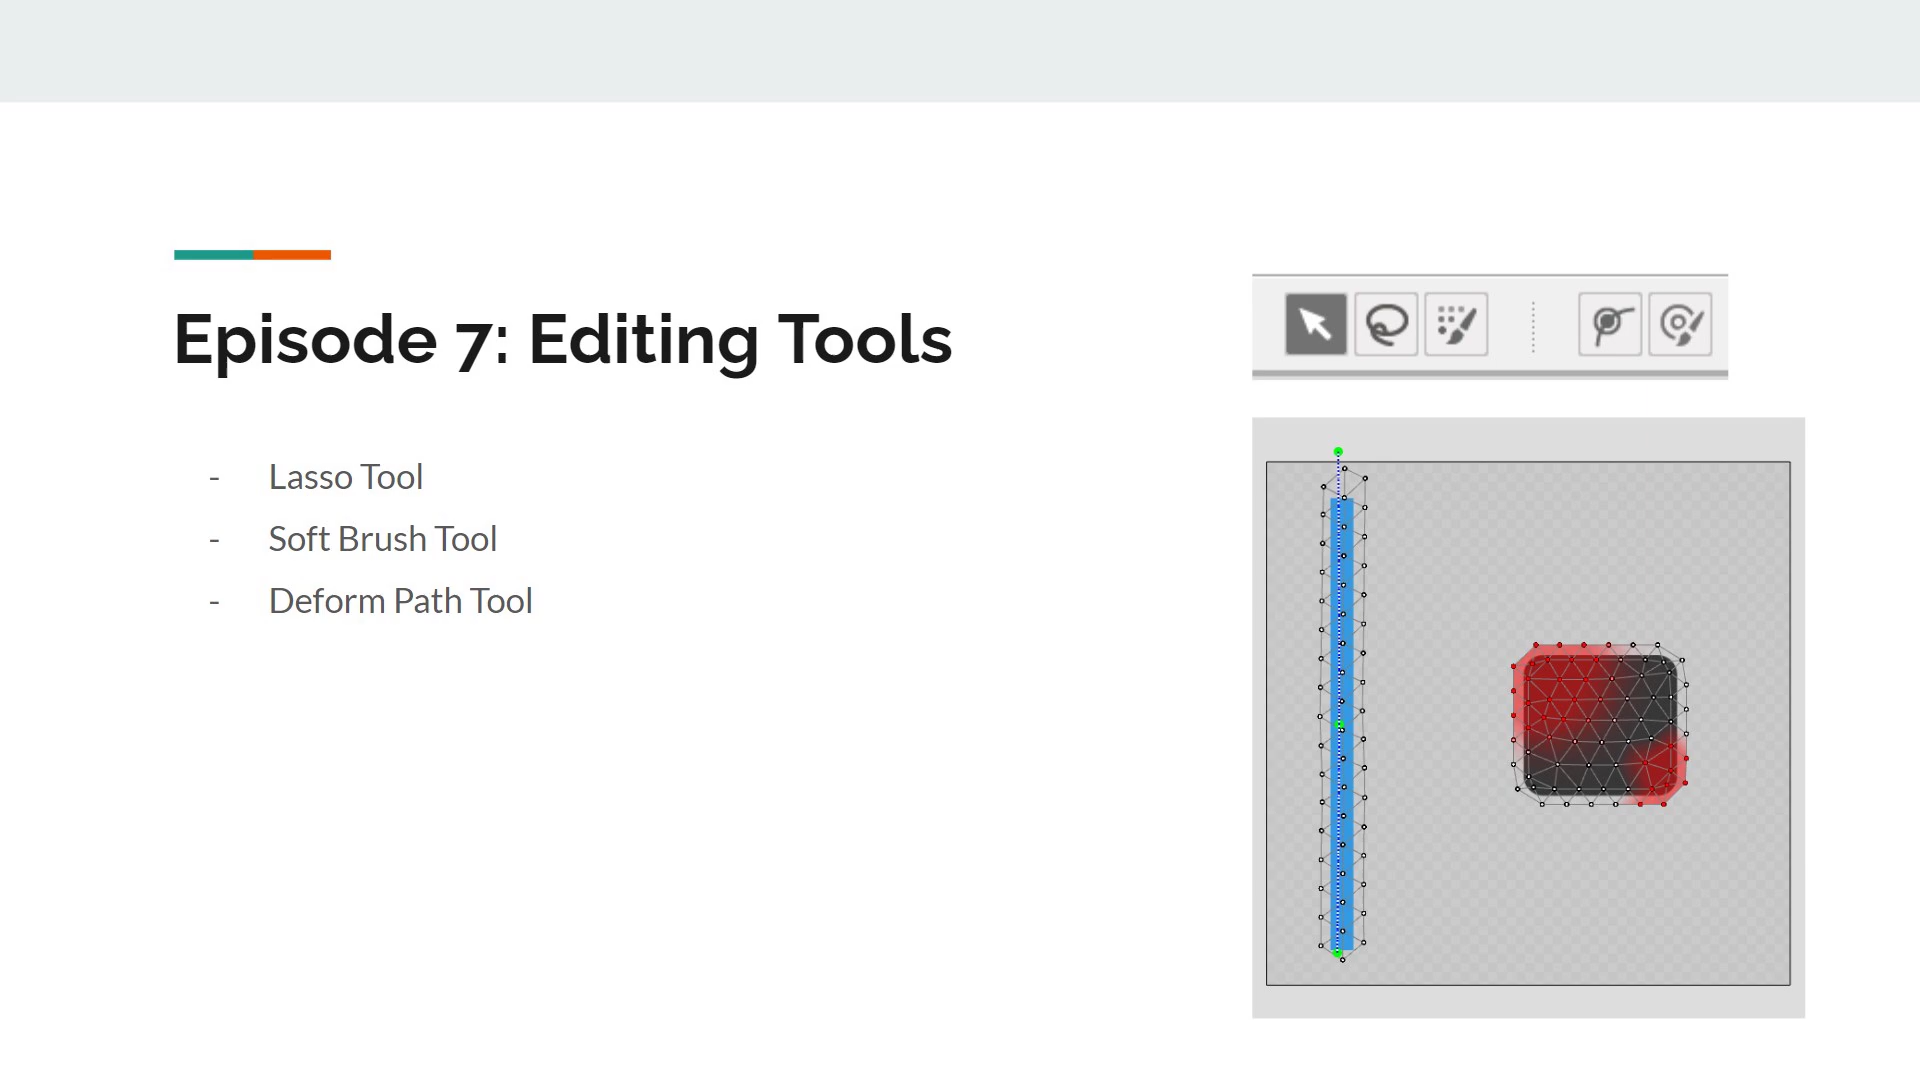 Episode 7: Editing Tools
- Lasso Tool
- Soft Brush Tool
- Deform Path Tool